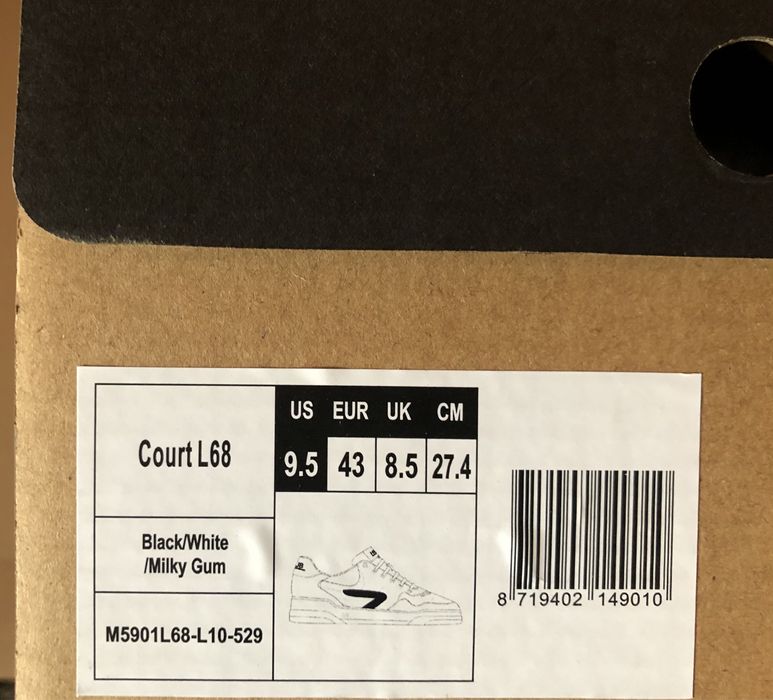 Court L68
US EUR UK CM
9.5 43 8.5 27.4
Black/White
/Milky Gum
M5901L68-L10-529
8 719402 149010